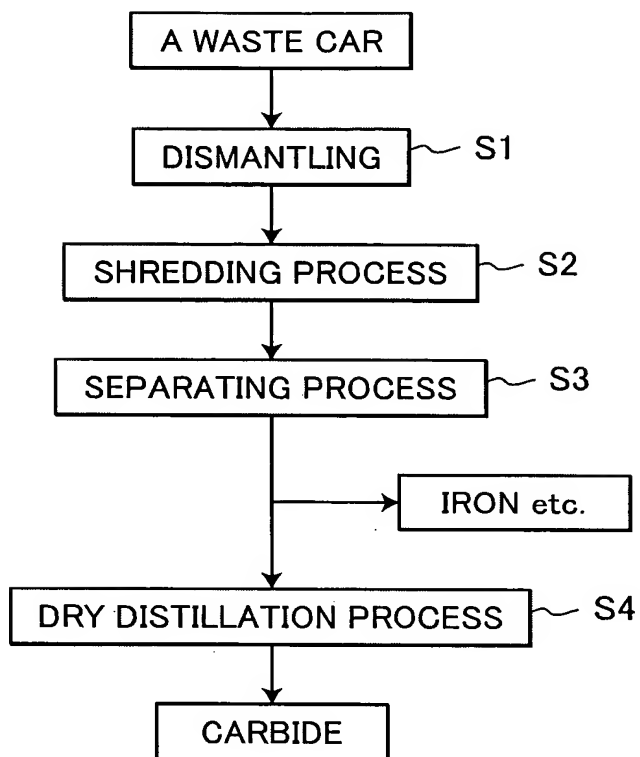 A WASTE CAR
DISMANTLING
S1
SHREDDING PROCESS
S2
SEPARATING PROCESS
S3
IRON etc.
DRY DISTILLATION PROCESS
S4
CARBIDE